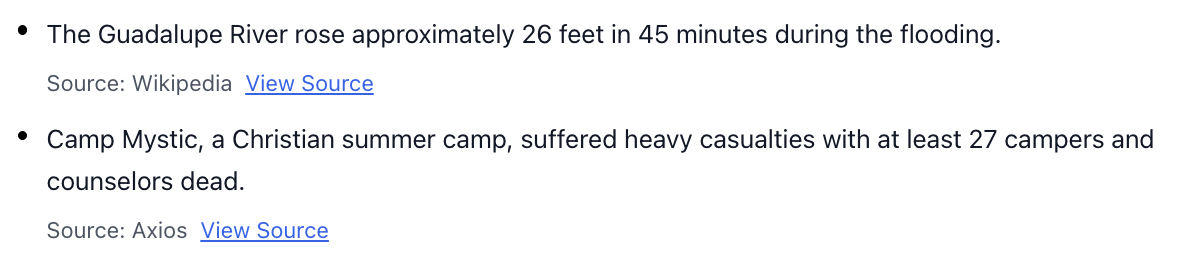 • The Guadalupe River rose approximately 26 feet in 45 minutes during the flooding.
Source: Wikipedia View Source
• Camp Mystic, a Christian summer camp, suffered heavy casualties with at least 27 campers and
counselors dead.
Source: Axios View Source